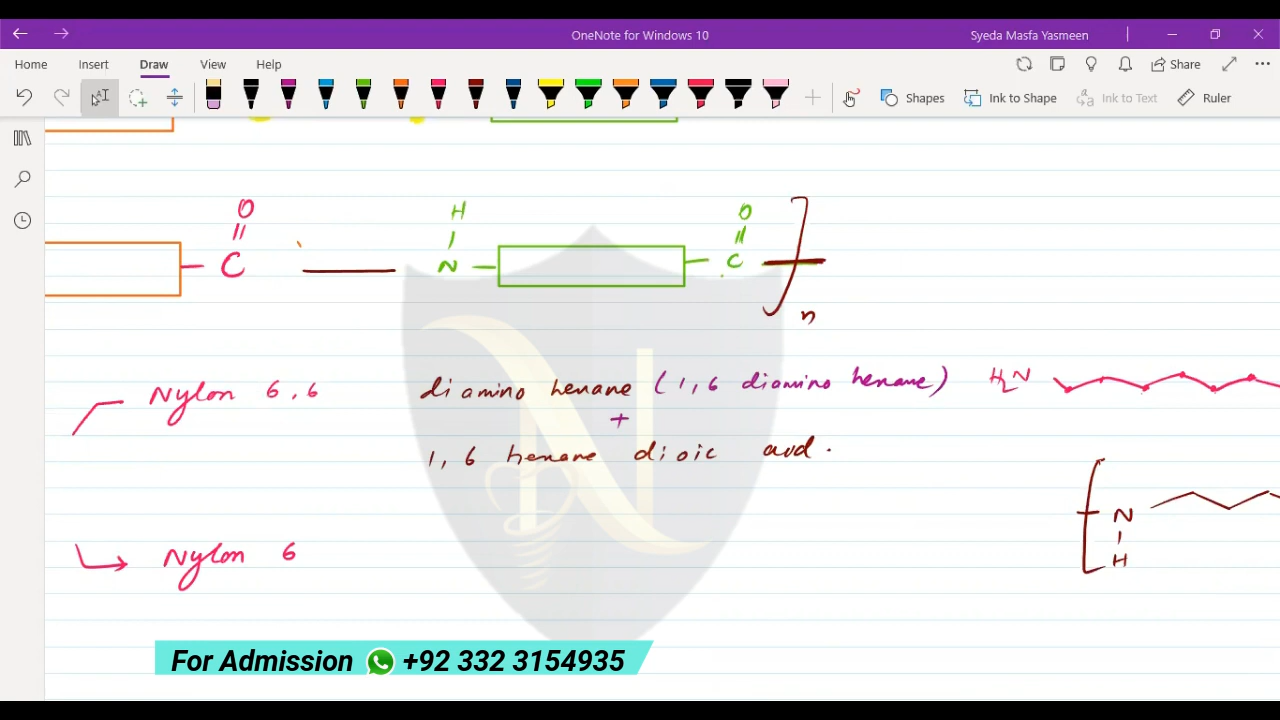 OneNote for Windows 10
Syeda Masfa Yasmeen
Home Insert Draw View Help
Share
Shapes Ink to Shape Ink to Text Ruler
O H O
|| | ||
C N C
n
Nylon 6,6 diamino hexane (1,6 diamino hexane) H2N
+
1,6 hexane dioic acid.
N
H
Nylon 6
For Admission +92 332 3154935